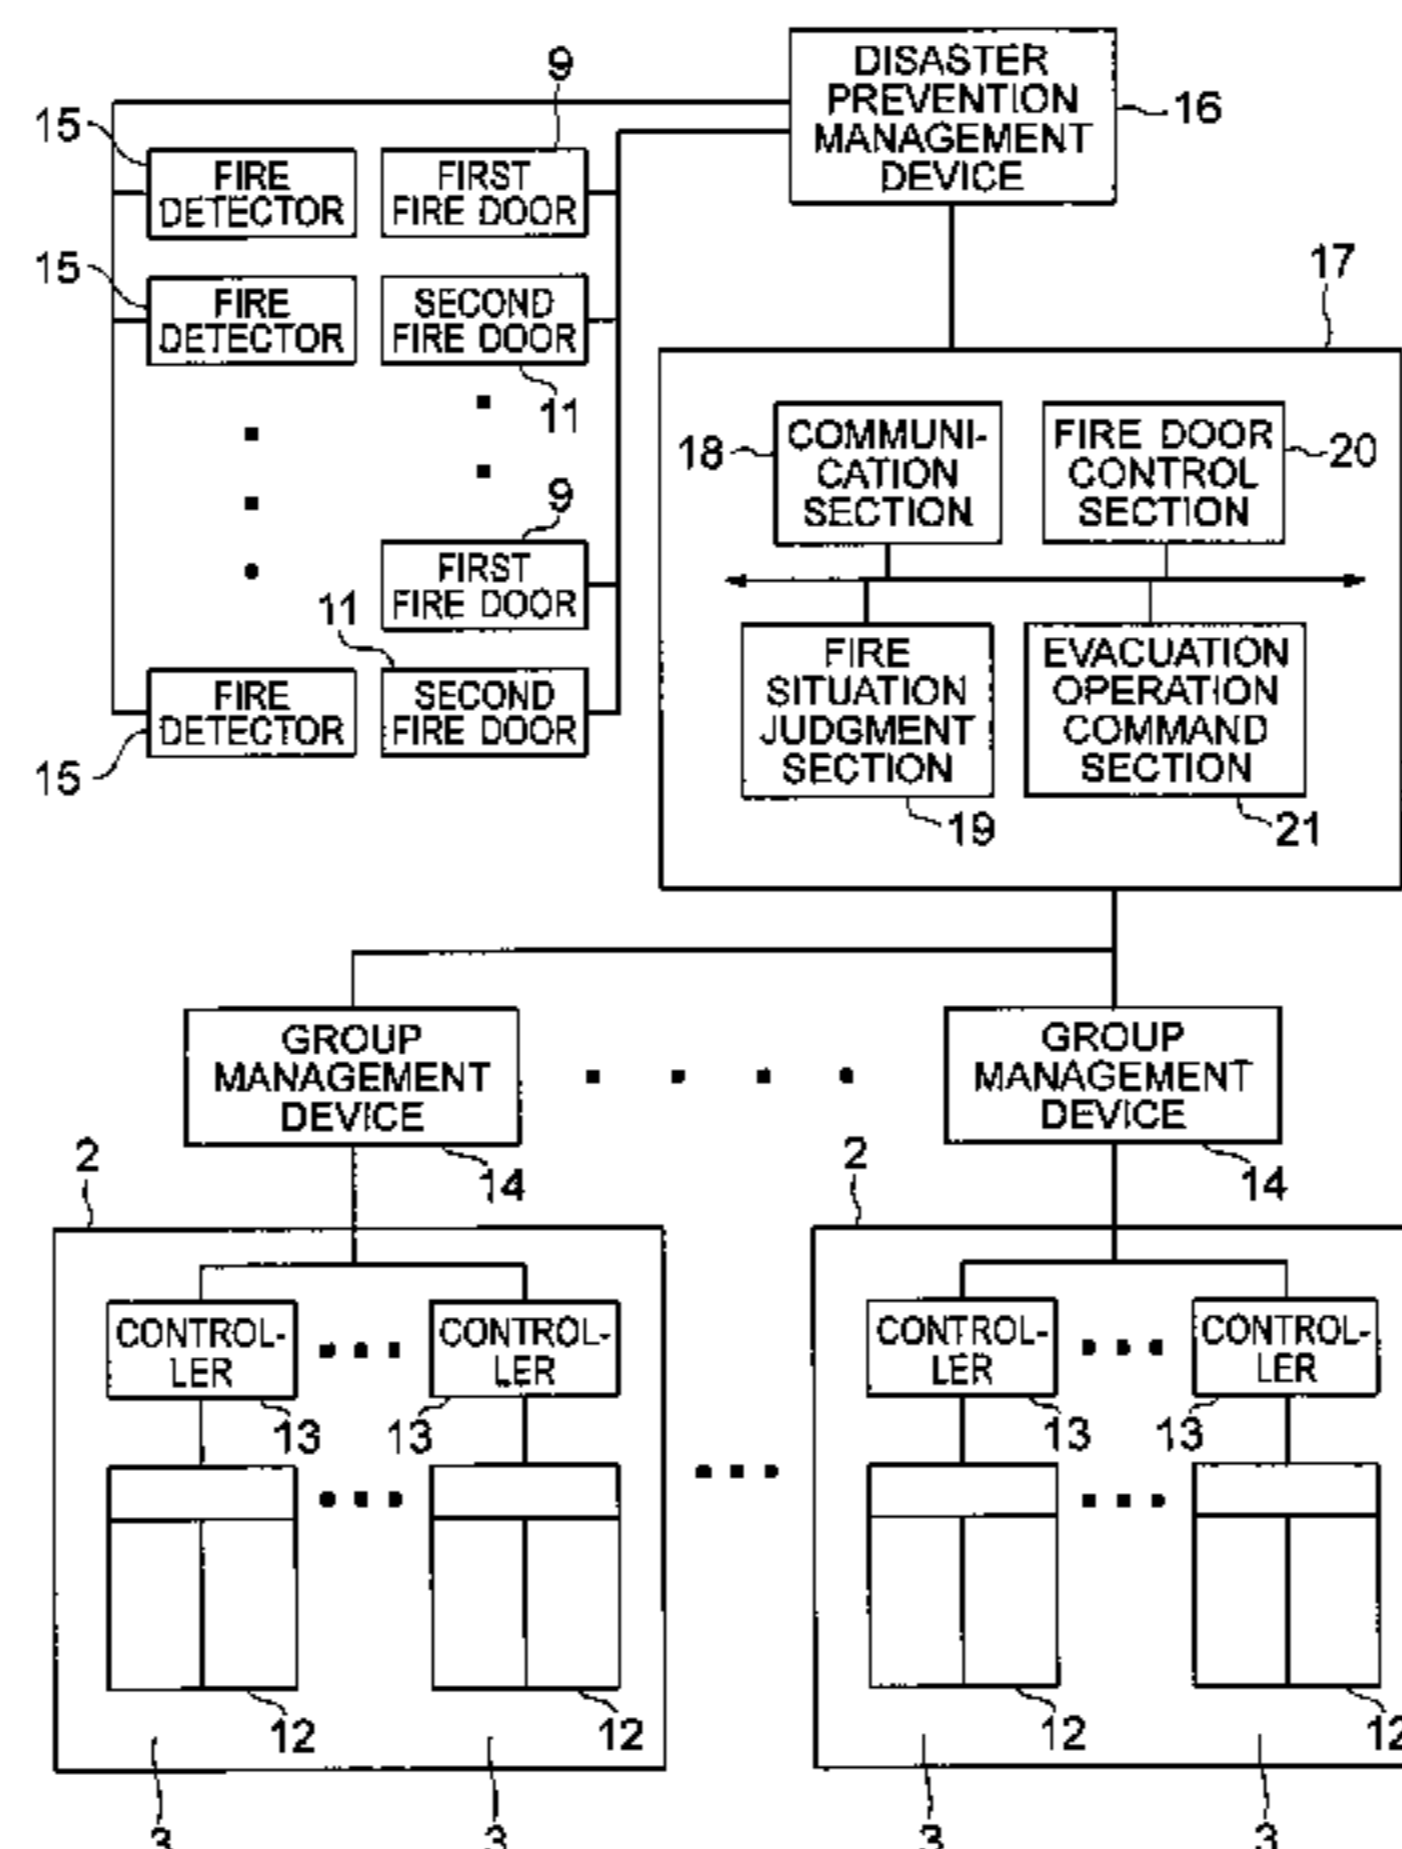 DISASTER
PREVENTION
MANAGEMENT
DEVICE
16
9
15
FIRE
DETECTOR
FIRST
FIRE DOOR
15
FIRE
DETECTOR
SECOND
FIRE DOOR
11
17
18
COMMUNI-
CATION
SECTION
FIRE DOOR
CONTROL
SECTION
20
9
FIRST
FIRE DOOR
11
FIRE
DETECTOR
15
SECOND
FIRE DOOR
FIRE
SITUATION
JUDGMENT
SECTION
19
EVACUATION
OPERATION
COMMAND
SECTION
21
GROUP
MANAGEMENT
DEVICE
14
GROUP
MANAGEMENT
DEVICE
14
2
2
CONTROL-
LER
13
CONTROL-
LER
13
CONTROL-
LER
13
CONTROL-
LER
13
12
12
12
12
3
3
3
3